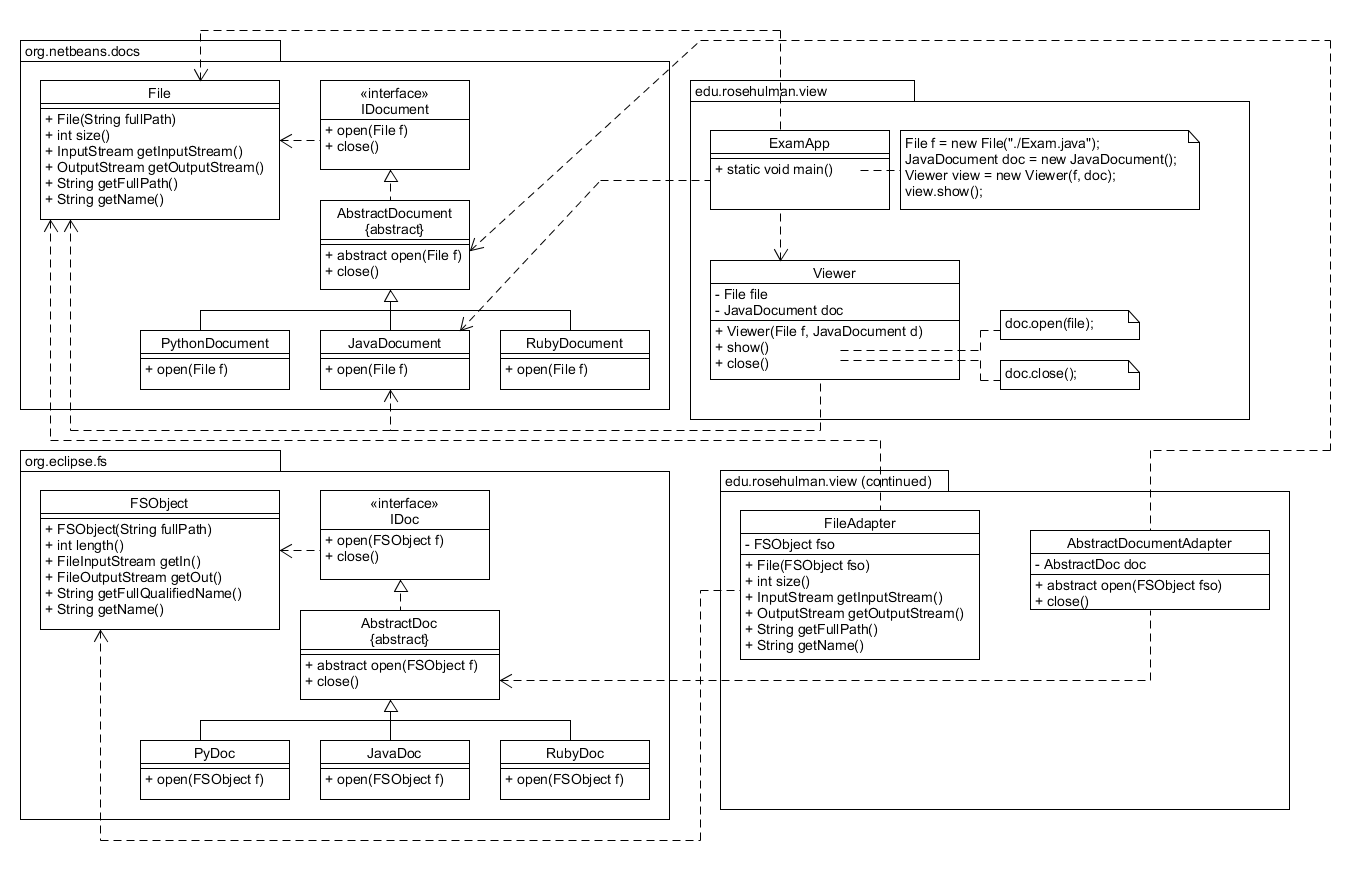 org.netbeans.docs
File
+ File(String fullPath)
+ int size()
+ InputStream getInputStream()
+ OutputStream getOutputStream()
+ String getFullPath()
+ String getName()
«interface»
IDocument
+ open(File f)
+ close()
AbstractDocument
{abstract}
+ abstract open(File f)
+ close()
PythonDocument
+ open(File f)
JavaDocument
+ open(File f)
RubyDocument
+ open(File f)
edu.rosehulman.view
ExamApp
+ static void main()
File f = new File("./Exam.java");
JavaDocument doc = new JavaDocument();
Viewer view = new Viewer(f, doc);
view.show();
Viewer
- File file
- JavaDocument doc
+ Viewer(File f, JavaDocument d)
+ show()
+ close()
doc.open(file);
doc.close();
org.eclipse.fs
FSObject
+ FSObject(String fullPath)
+ int length()
+ FileInputStream getIn()
+ FileOutputStream getOut()
+ String getFullQualifiedName()
+ String getName()
«interface»
IDoc
+ open(FSObject f)
+ close()
AbstractDoc
{abstract}
+ abstract open(FSObject f)
+ close()
PyDoc
+ open(FSObject f)
JavaDoc
+ open(FSObject f)
RubyDoc
+ open(FSObject f)
edu.rosehulman.view (continued)
FileAdapter
- FSObject fso
+ File(FSObject fso)
+ int size()
+ InputStream getInputStream()
+ OutputStream getOutputStream()
+ String getFullPath()
+ String getName()
AbstractDocumentAdapter
- AbstractDoc doc
+ abstract open(FSObject fso)
+ close()